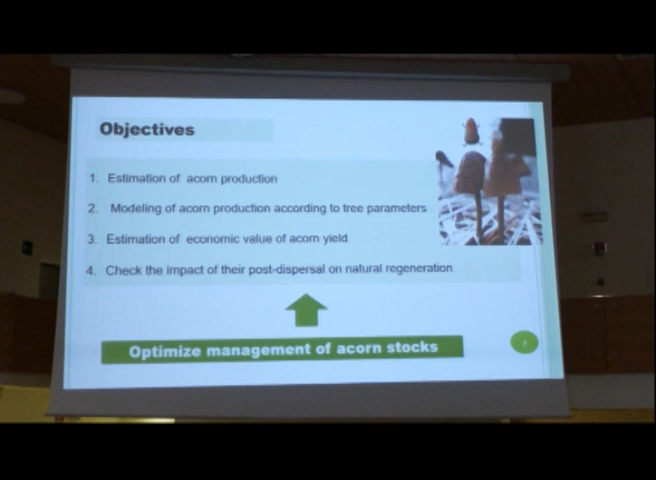 Objectives
1. Estimation of acorn production
2. Modeling of acorn production according to tree parameters
3. Estimation of economic value of acorn yield
4. Check the impact of their post-dispersal on natural regeneration
Optimize management of acorn stocks